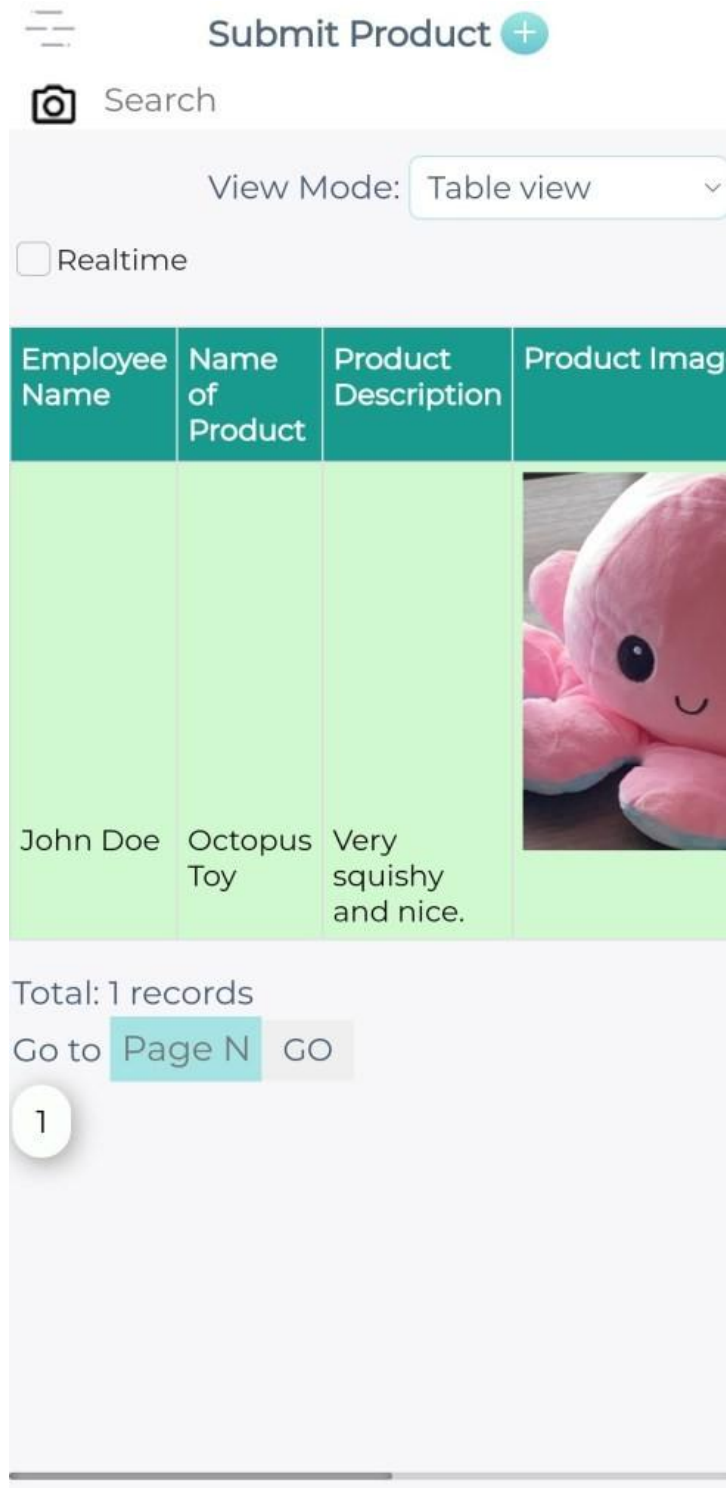 Submit Product +
Search
View Mode: Table view
Realtime
Employee Name
Name of Product
Product Description
Product Imag
John Doe
Octopus Toy
Very squishy and nice.
Total: 1 records
Go to Page N GO
1